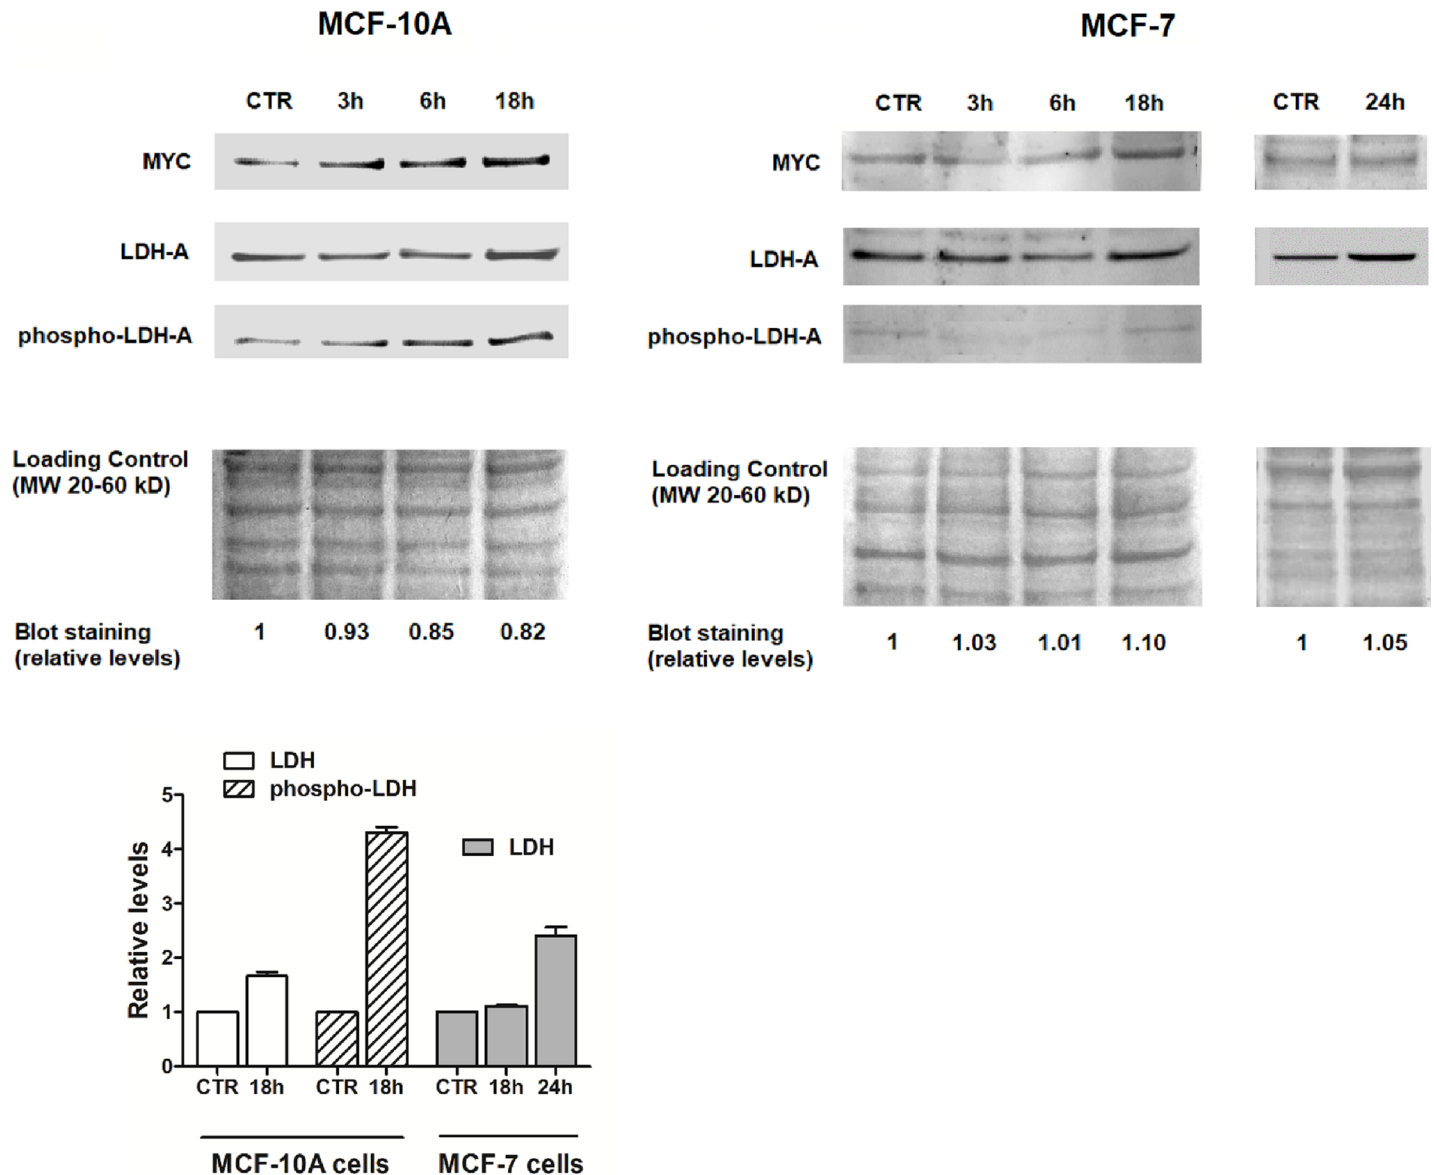 MCF-10A
CTR 3h 6h 18h
MYC
LDH-A
phospho-LDH-A
Loading Control
(MW 20-60 kD)
Blot staining
(relative levels)
1 0.93 0.85 0.82
MCF-7
CTR 3h 6h 18h CTR 24h
MYC
LDH-A
phospho-LDH-A
Loading Control
(MW 20-60 kD)
Blot staining
(relative levels)
1 1.03 1.01 1.10 1 1.05
LDH
phospho-LDH
LDH
Relative levels
5
4
3
2
1
0
CTR 18h CTR 18h CTR 18h 24h
MCF-10A cells MCF-7 cells